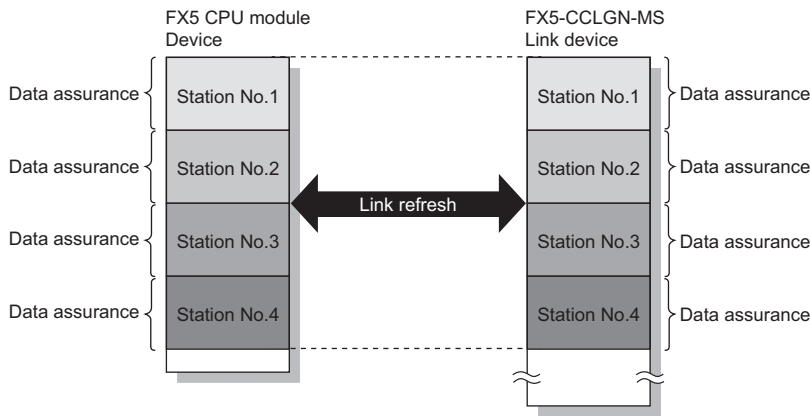 FX5 CPU module
Device
FX5-CCLGN-MS
Link device
Data assurance
Station No.1
Station No.1
Data assurance
Data assurance
Station No.2
Station No.2
Data assurance
Link refresh
Data assurance
Station No.3
Station No.3
Data assurance
Data assurance
Station No.4
Station No.4
Data assurance